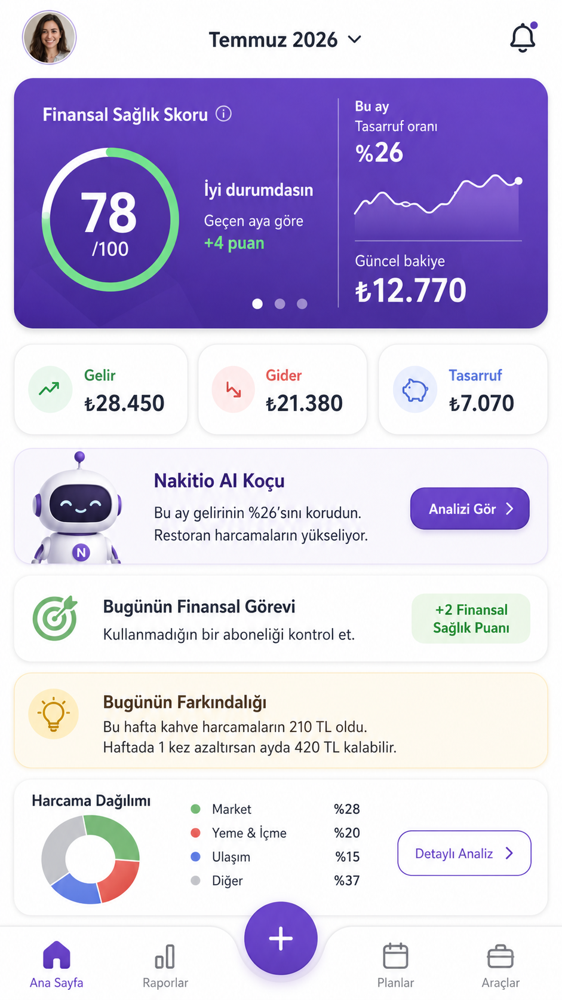 Temmuz 2026
Finansal Sağlık Skoru
78
/100
İyi durumdasın
Geçen aya göre
+4 puan
Bu ay
Tasarruf oranı
%26
Güncel bakiye
₺12.770
Gelir
₺28.450
Gider
₺21.380
Tasarruf
₺7.070
N
Nakitio AI Koçu
Bu ay gelirinin %26'sını korudun.
Restoran harcamaların yükseliyor.
Analizi Gör
Bugünün Finansal Görevi
Kullanmadığın bir aboneliği kontrol et.
+2 Finansal
Sağlık Puanı
Bugünün Farkındalığı
Bu hafta kahve harcamaların 210 TL oldu.
Haftada 1 kez azaltırsan ayda 420 TL kalabilir.
Harcama Dağılımı
Market %28
Yeme & İçme %20
Ulaşım %15
Diğer %37
Detaylı Analiz
Ana Sayfa
Raporlar
Planlar
Araçlar